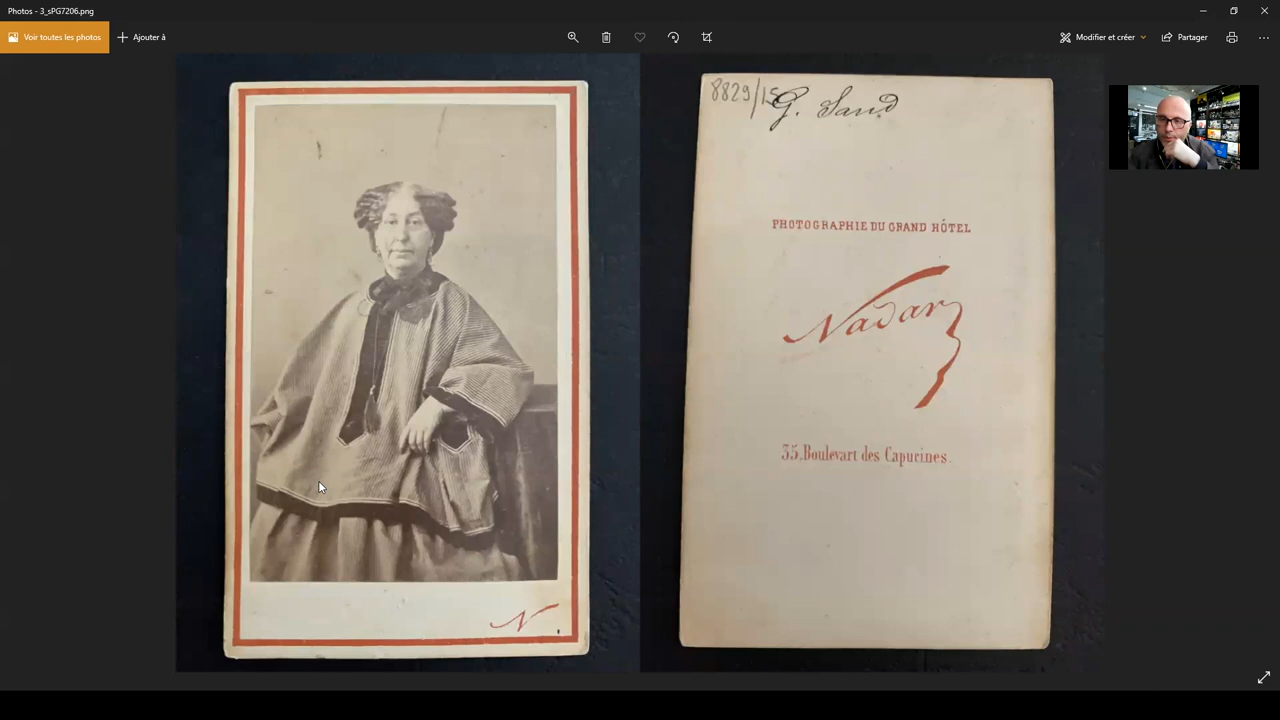 Photos - 3_sPG7206.png
Voir toutes les photos
Ajouter à
Modifier et créer
Partager
N
8829/15
G. Sand
PHOTOGRAPHIE DU GRAND HÔTEL
Nadar
35, Boulevart des Capucines.